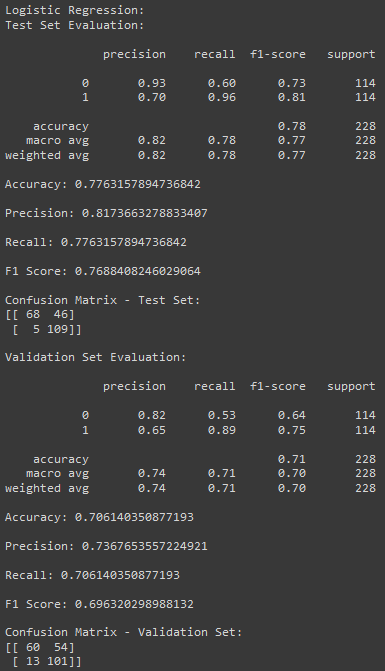 Logistic Regression:
Test Set Evaluation:
precision recall f1-score support
0 0.93 0.60 0.73 114
1 0.70 0.96 0.81 114
accuracy 0.78 228
macro avg 0.82 0.78 0.77 228
weighted avg 0.82 0.78 0.77 228
Accuracy: 0.7763157894736842
Precision: 0.8173663278833407
Recall: 0.7763157894736842
F1 Score: 0.7688408246029064
Confusion Matrix - Test Set:
[[ 68 46]
[ 5 109]]
Validation Set Evaluation:
precision recall f1-score support
0 0.82 0.53 0.64 114
1 0.65 0.89 0.75 114
accuracy 0.71 228
macro avg 0.74 0.71 0.70 228
weighted avg 0.74 0.71 0.70 228
Accuracy: 0.706140350877193
Precision: 0.7367653557224921
Recall: 0.706140350877193
F1 Score: 0.696320298988132
Confusion Matrix - Validation Set:
[[ 60 54]
[ 13 101]]